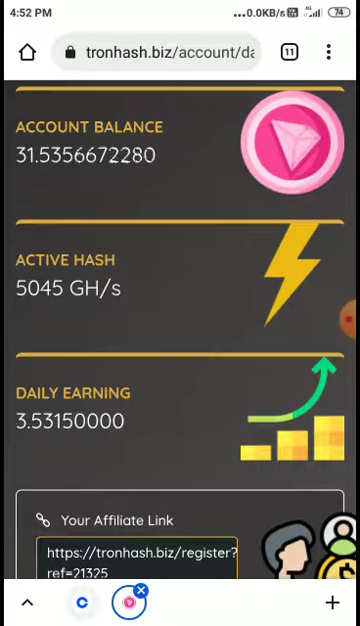 4:52 PM
...0.0KB/s
74
tronhash.biz/account/da
11
ACCOUNT BALANCE
31.5356672280
ACTIVE HASH
5045 GH/s
DAILY EARNING
3.53150000
Your Affiliate Link
https://tronhash.biz/register?
ref=21325